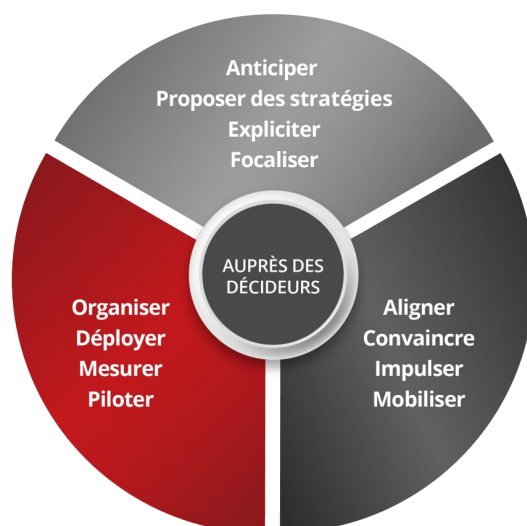 Anticiper
Proposer des stratégies
Expliciter
Focaliser
AUPRÈS DES
DÉCIDEURS
Organiser
Déployer
Mesurer
Piloter
Aligner
Convaincre
Impulser
Mobiliser